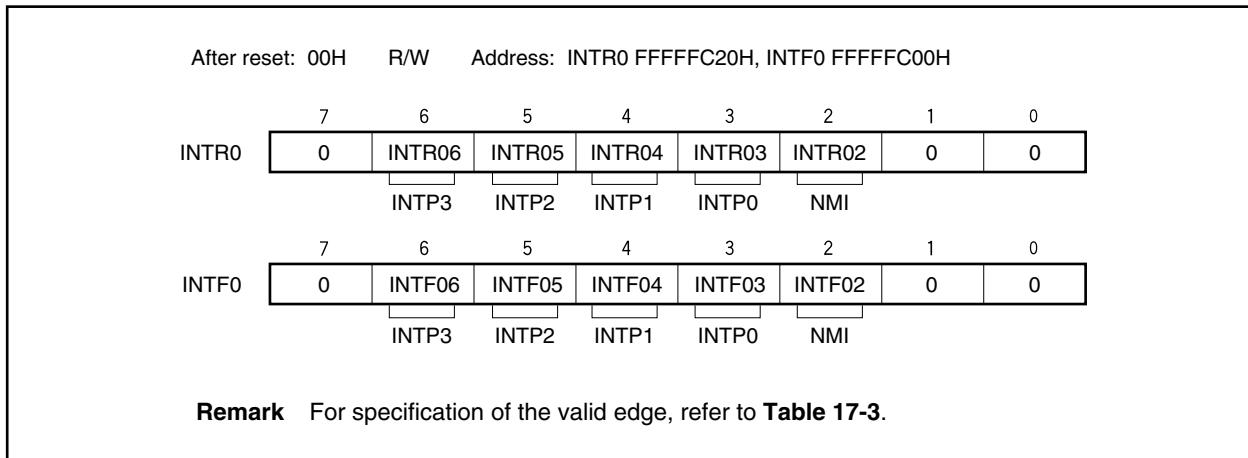 After reset: 00H R/W Address: INTR0 FFFFFC20H, INTF0 FFFFFC00H
7 6 5 4 3 2 1 0
INTR0 0 INTR06 INTR05 INTR04 INTR03 INTR02 0 0
INTP3 INTP2 INTP1 INTP0 NMI
7 6 5 4 3 2 1 0
INTF0 0 INTF06 INTF05 INTF04 INTF03 INTF02 0 0
INTP3 INTP2 INTP1 INTP0 NMI
Remark For specification of the valid edge, refer to Table 17-3.